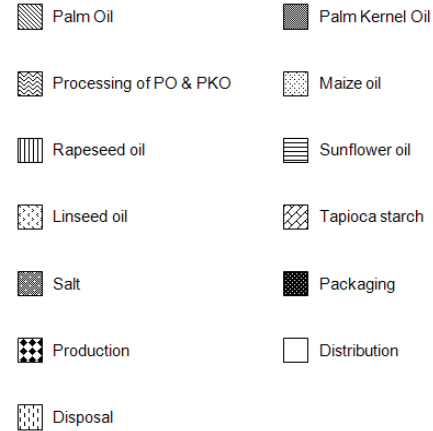 Palm Oil
Palm Kernel Oil
Processing of PO & PKO
Maize oil
Rapeseed oil
Sunflower oil
Linseed oil
Tapioca starch
Salt
Packaging
Production
Distribution
Disposal